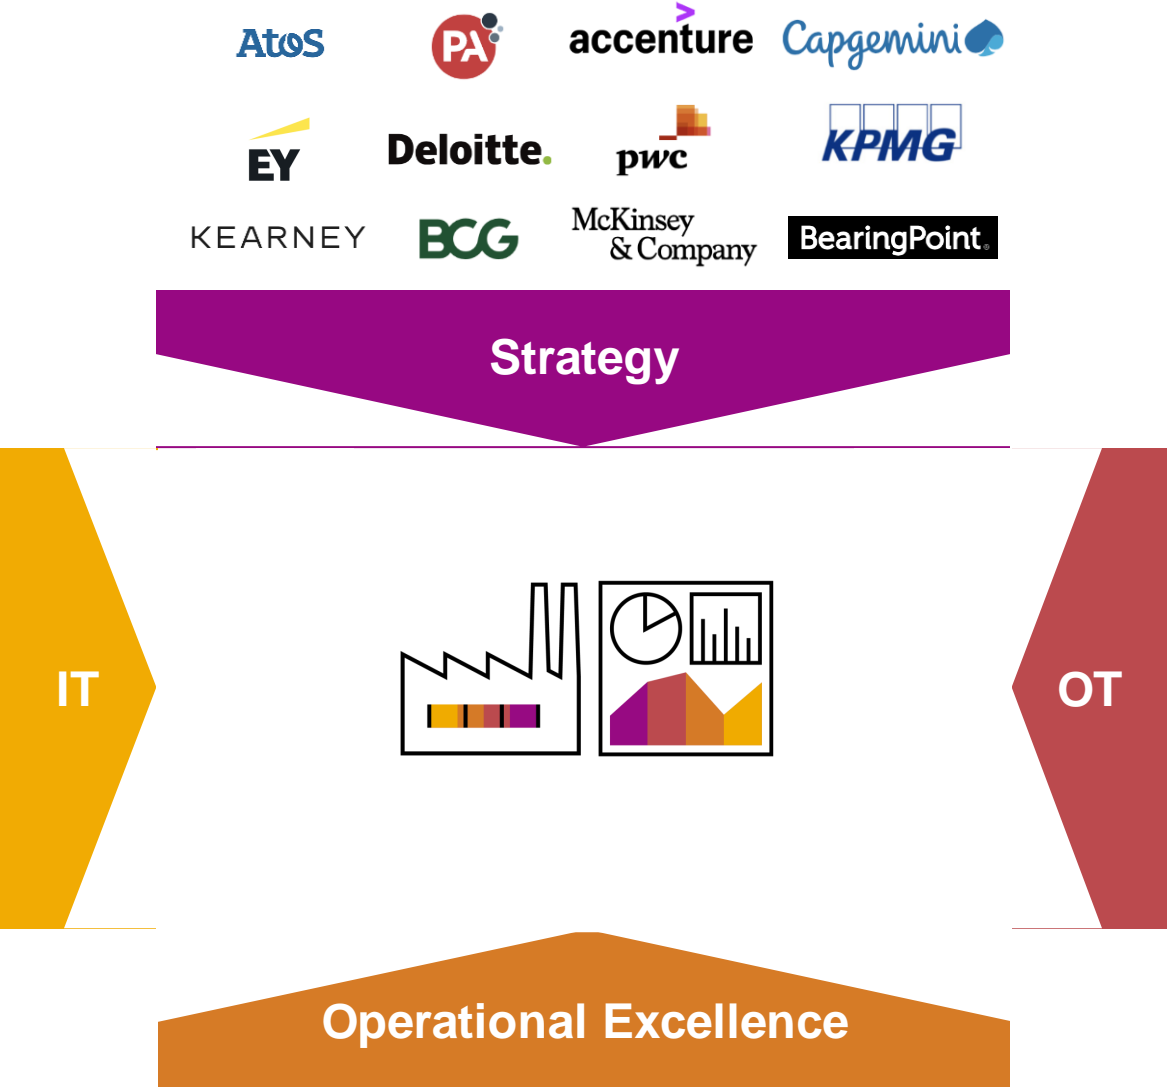 Atos
PA
accenture
Capgemini
EY
Deloitte.
pwc
KPMG
KEARNEY
BCG
McKinsey
& Company
BearingPoint®
Strategy
IT
OT
Operational Excellence